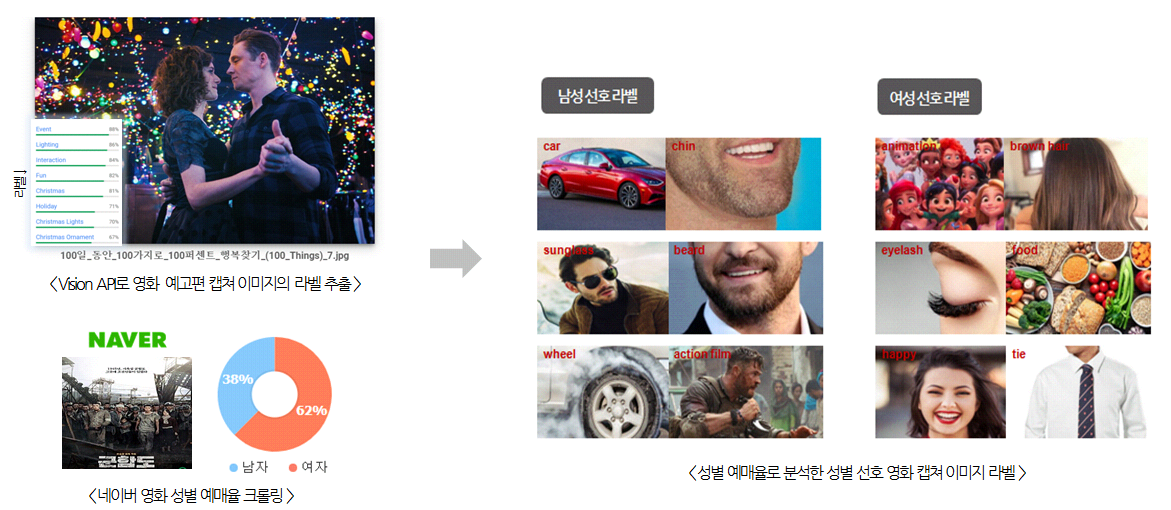 라벨↓
Event 88%
Lighting 86%
Interaction 84%
Fun 82%
Christmas 81%
Holiday 71%
Christmas Lights 70%
Christmas Ornament 67%
100일_동안_100가지로_100퍼센트_행복찾기_(100_Things)_7.jpg
<Vision API로 영화 예고편 캡쳐 이미지의 라벨 추출>
NAVER
군함도
38%
62%
남자 여자
<네이버 영화 성별 예매율 크롤링>
남성 선호 라벨
car chin
sunglass beard
wheel action film
여성 선호 라벨
animation brown hair
eyelash food
happy tie
<성별 예매율로 분석한 성별 선호 영화 캡쳐 이미지 라벨>